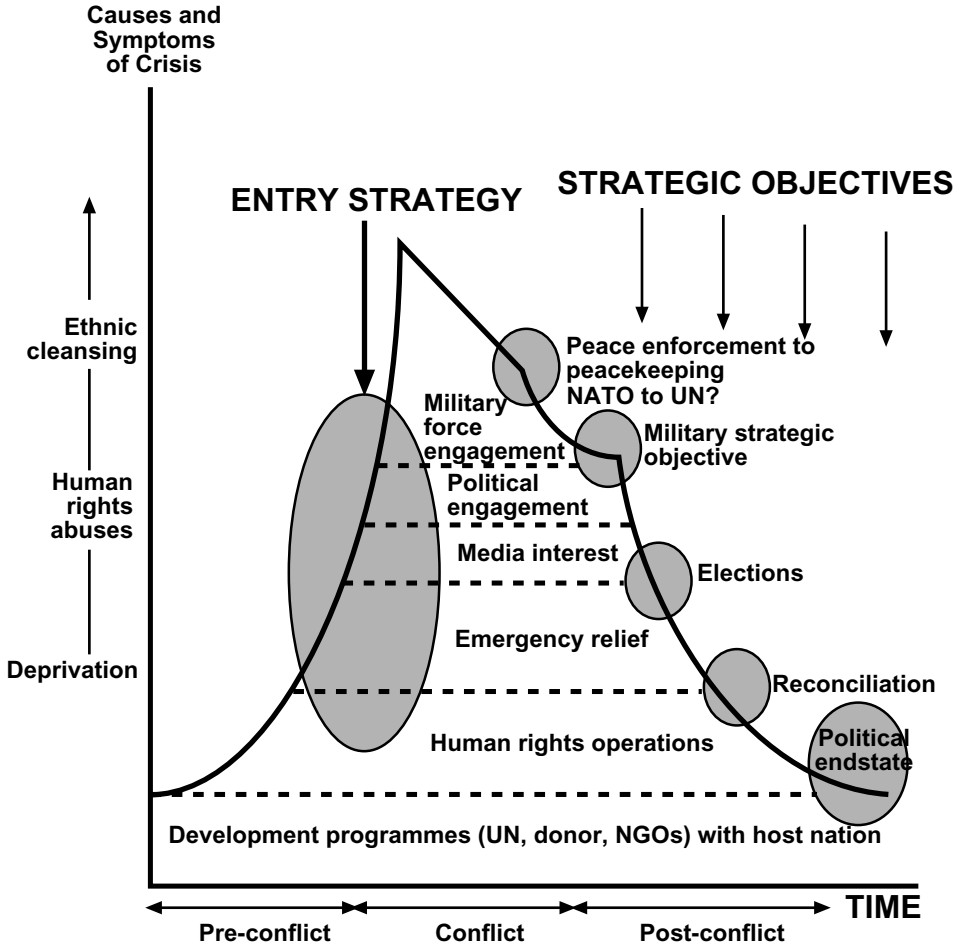 Causes and
Symptoms
of Crisis
ENTRY STRATEGY
STRATEGIC OBJECTIVES
Ethnic
cleansing
Human
rights
abuses
Deprivation
Peace enforcement to
peacekeeping
NATO to UN?
Military
force
engagement
Military strategic
objective
Political
engagement
Media interest
Elections
Emergency relief
Reconciliation
Human rights operations
Political
endstate
Development programmes (UN, donor, NGOs) with host nation
TIME
Pre-conflict
Conflict
Post-conflict